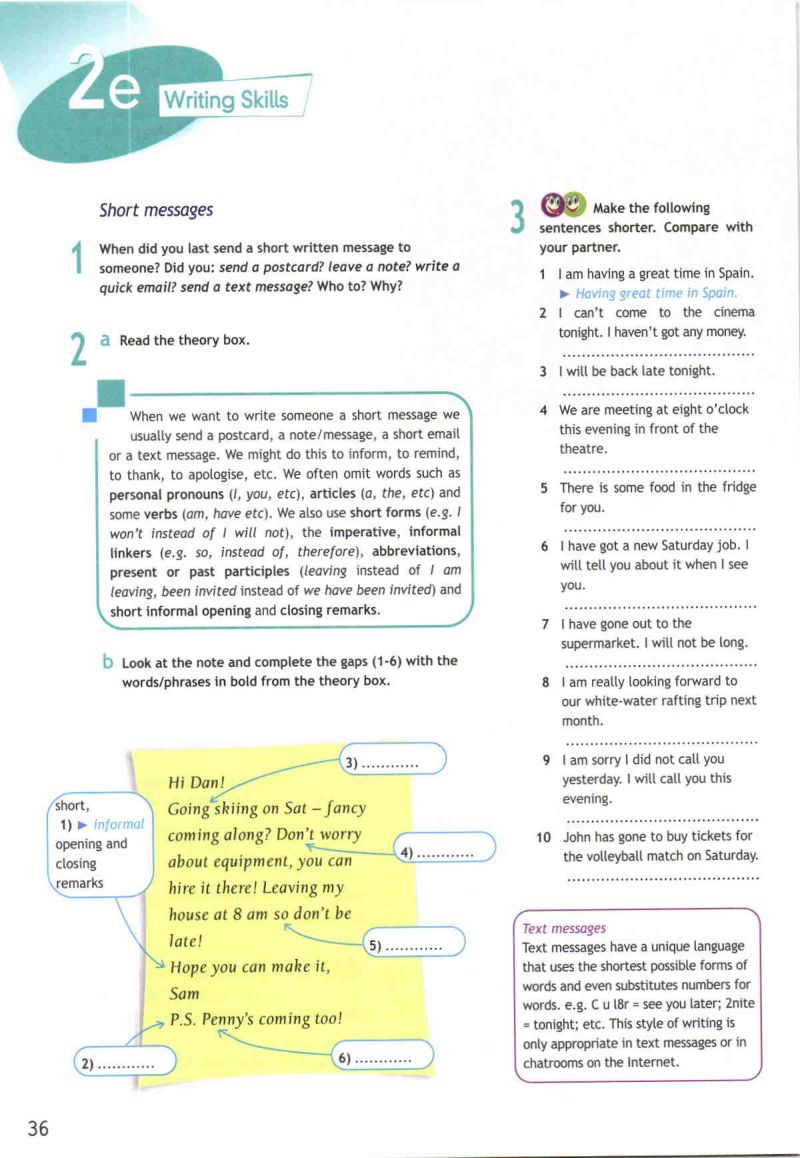 2e Writing Skills
Short messages
1 When did you last send a short written message to
someone? Did you: send a postcard? leave a note? write a
quick email? send a text message? Who to? Why?
2 a Read the theory box.
When we want to write someone a short message we
usually send a postcard, a note/message, a short email
or a text message. We might do this to inform, to remind,
to thank, to apologise, etc. We often omit words such as
personal pronouns (I, you, etc), articles (a, the, etc) and
some verbs (am, have etc). We also use short forms (e.g. I
won't instead of I will not), the imperative, informal
linkers (e.g. so, instead of, therefore), abbreviations,
present or past participles (leaving instead of I am
leaving, been invited instead of we have been invited) and
short informal opening and closing remarks.
b Look at the note and complete the gaps (1-6) with the
words/phrases in bold from the theory box.
short,
1) ► informal
opening and
closing
remarks
3) ............
4) ............
5) ............
2) ............
6) ............
Hi Dan!
Going skiing on Sat – fancy
coming along? Don't worry
about equipment, you can
hire it there! Leaving my
house at 8 am so don't be
late!
Hope you can make it,
Sam
P.S. Penny's coming too!
3 Make the following
sentences shorter. Compare with
your partner.
1 I am having a great time in Spain.
► Having great time in Spain.
2 I can't come to the cinema
tonight. I haven't got any money.
......................................
3 I will be back late tonight.
......................................
4 We are meeting at eight o'clock
this evening in front of the
theatre.
......................................
5 There is some food in the fridge
for you.
......................................
6 I have got a new Saturday job. I
will tell you about it when I see
you.
......................................
7 I have gone out to the
supermarket. I will not be long.
......................................
8 I am really looking forward to
our white-water rafting trip next
month.
......................................
9 I am sorry I did not call you
yesterday. I will call you this
evening.
......................................
10 John has gone to buy tickets for
the volleyball match on Saturday.
......................................
Text messages
Text messages have a unique language
that uses the shortest possible forms of
words and even substitutes numbers for
words. e.g. C u l8r = see you later; 2nite
= tonight; etc. This style of writing is
only appropriate in text messages or in
chatrooms on the Internet.
36